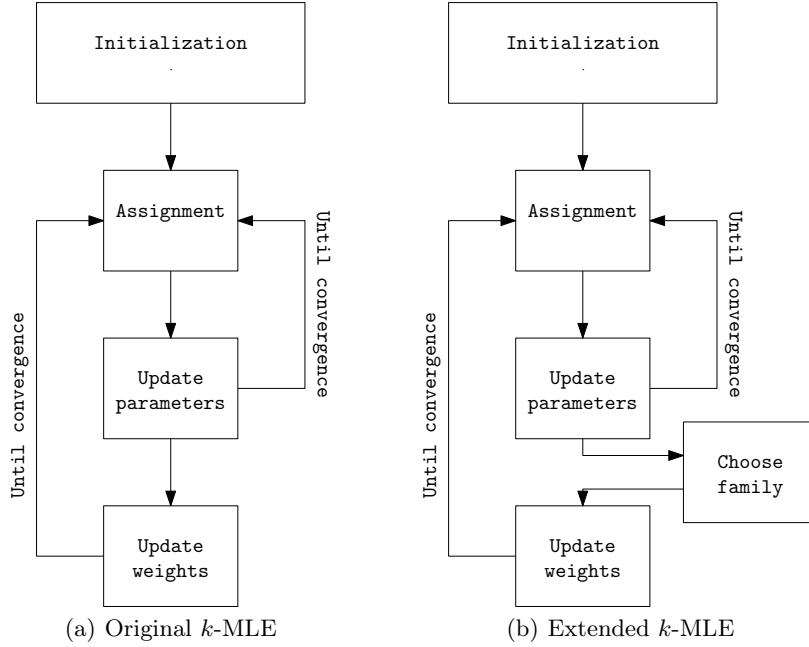 Initialization
.
Assignment
Until convergence
Update
parameters
Until convergence
Update
weights
(a) Original k-MLE
Initialization
.
Assignment
Until convergence
Update
parameters
Choose
family
Until convergence
Update
weights
(b) Extended k-MLE